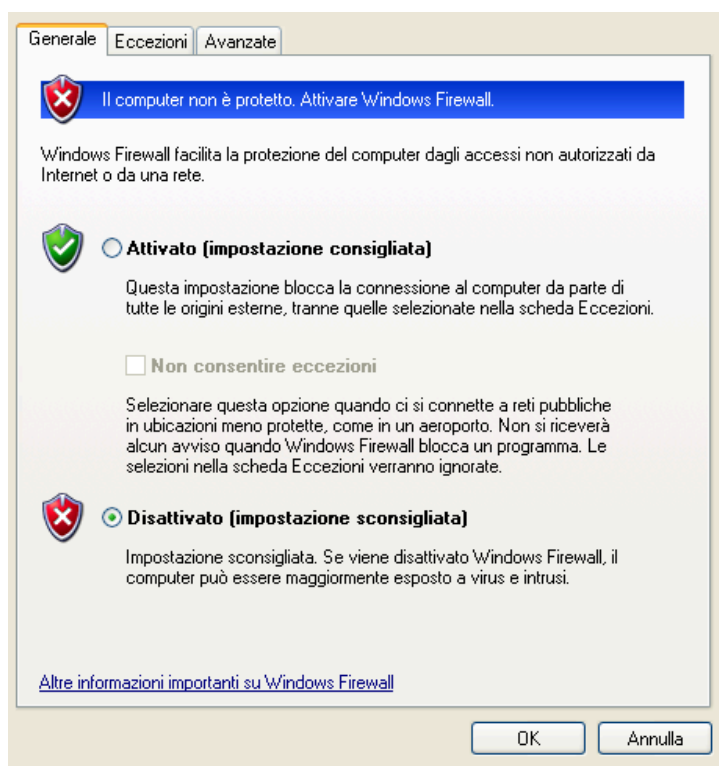 Generale
Eccezioni
Avanzate
Il computer non è protetto. Attivare Windows Firewall.
Windows Firewall facilita la protezione del computer dagli accessi non autorizzati da
Internet o da una rete.
Attivato (impostazione consigliata)
Questa impostazione blocca la connessione al computer da parte di
tutte le origini esterne, tranne quelle selezionate nella scheda Eccezioni.
Non consentire eccezioni
Selezionare questa opzione quando ci si connette a reti pubbliche
in ubicazioni meno protette, come in un aeroporto. Non si riceverà
alcun avviso quando Windows Firewall blocca un programma. Le
selezioni nella scheda Eccezioni verranno ignorate.
Disattivato (impostazione sconsigliata)
Impostazione sconsigliata. Se viene disattivato Windows Firewall, il
computer può essere maggiormente esposto a virus e intrusi.
Altre informazioni importanti su Windows Firewall
OK
Annulla